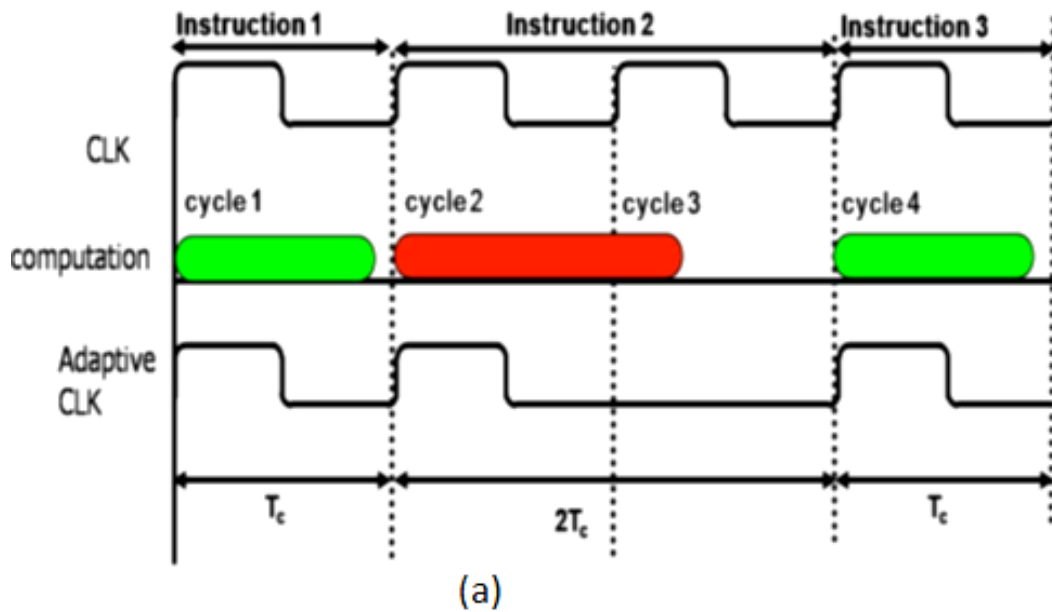 Instruction 1 Instruction 2 Instruction 3
CLK
cycle 1 cycle 2 cycle 3 cycle 4
computation
Adaptive
CLK
Tc 2Tc Tc
(a)